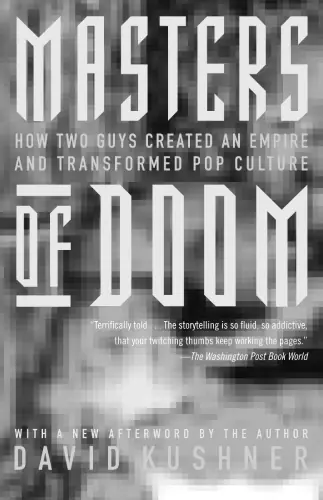 MASTERS
HOW TWO GUYS CREATED AN EMPIRE
AND TRANSFORMED POP CULTURE
OF DOOM
"Terrifically told . . . The storytelling is so fluid, so addictive,
that your twitching thumbs keep working the pages."
—The Washington Post Book World
WITH A NEW AFTERWORD BY THE AUTHOR
DAVID KUSHNER